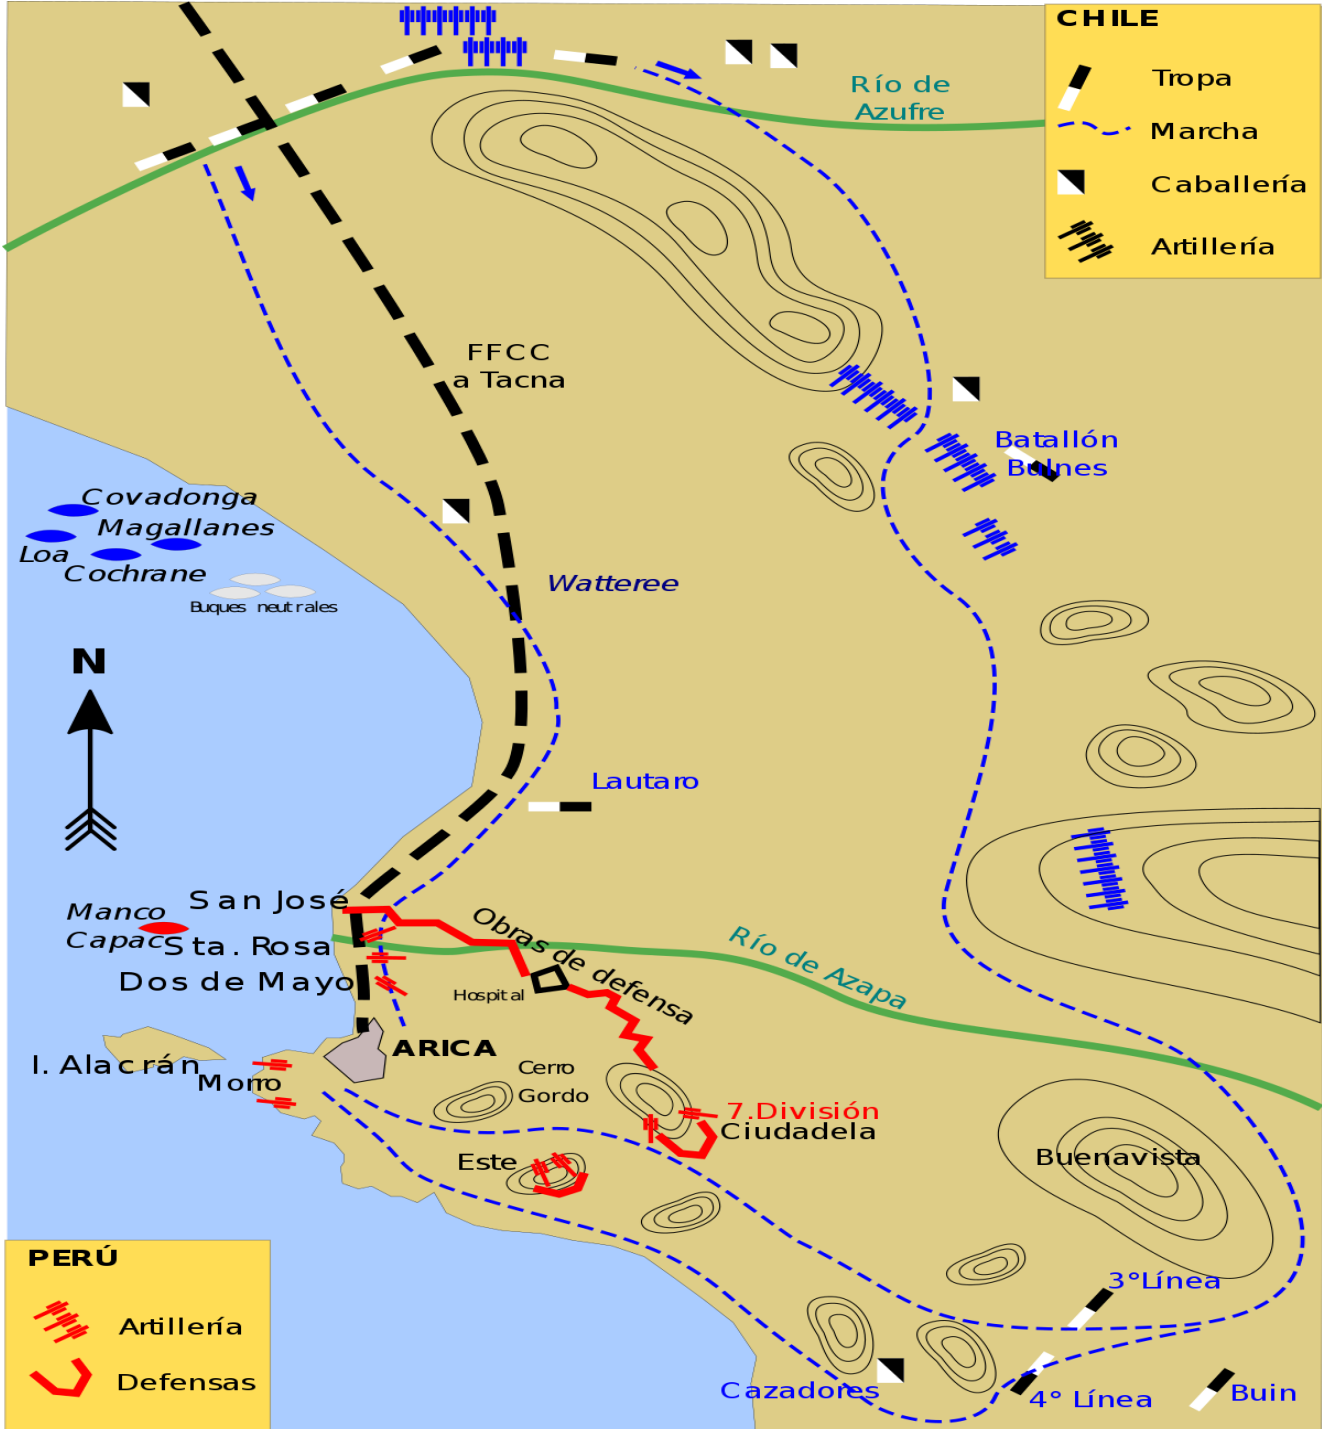 CHILE
Tropa
Marcha
Caballería
Artillería
Río de
Azufre
FFCC
a Tacna
Batallón
Bulnes
Covadonga
Magallanes
Loa
Cochrane
Buques neutrales
Watteree
N
Lautaro
San José
Manco
Capac
Sta. Rosa
Dos de Mayo
Obras de defensa
Río de Azapa
Hospital
ARICA
I. Alacrán
Morro
Cerro
Gordo
7.División
Ciudadela
Este
Buenavista
PERÚ
Artillería
Defensas
3°Línea
Cazadores
4° Línea
Buin